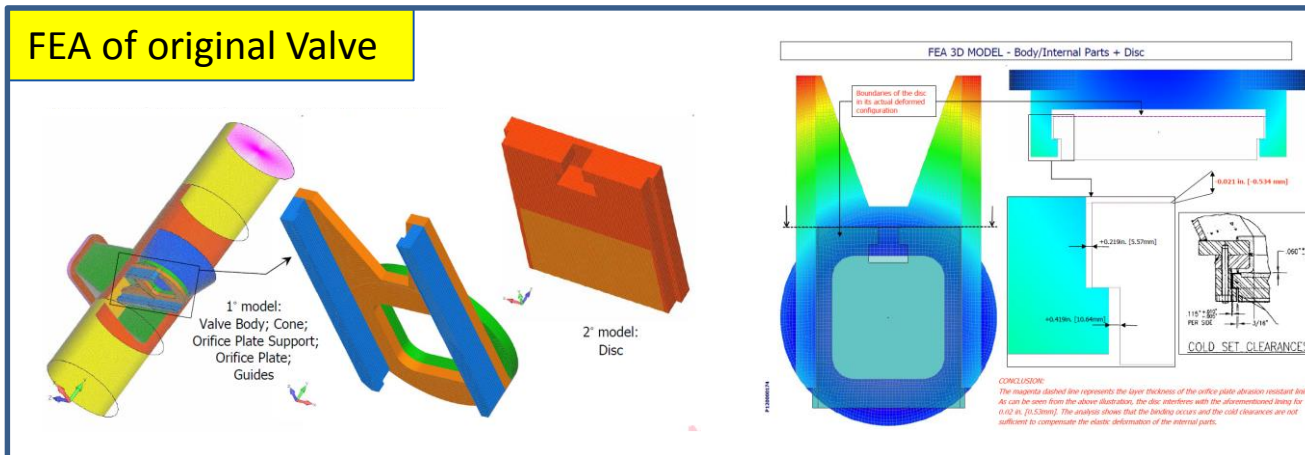 FEA of original Valve
1° model:
Valve Body; Cone;
Orifice Plate Support;
Orifice Plate;
Guides
2° model:
Disc
FEA 3D MODEL - Body/Internal Parts + Disc
Boundaries of the disc
in its actual deformed
configuration
-0.021 in. [-0.534 mm]
+0.219in. [5.57mm]
+0.419in. [10.64mm]
.060"
.115"
PER SIDE
3/16"
COLD SET CLEARANCES
P12000U174
CONCLUSION:
The magenta dashed line represents the layer thickness of the orifice plate abrasion resistant
As can be seen from the above illustration, the disc interferes with the aforementioned lining for
0.02 in. [0.53mm]. The analysis shows that the binding occurs and the cold clearances are not
sufficient to compensate the elastic deformation of the internal parts.